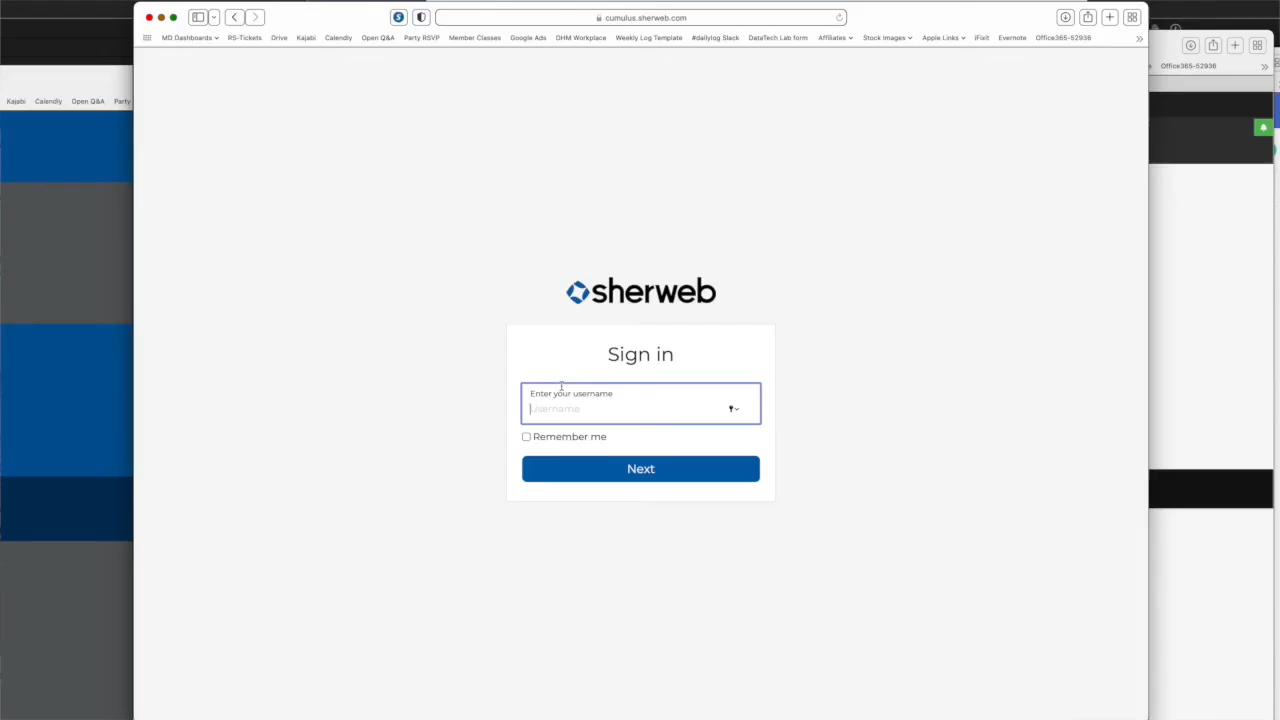 cumulus.sherweb.com
MD Dashboards RS-Tickets Drive Kajabi Calendly Open Q&A Party RSVP Member Classes Google Ads DHM Workplace Weekly Log Template #dailylog Slack DataTech Lab form Affiliates Stock Images Apple Links iFixit Evernote Office365-52936
Office365-52936
Kajabi Calendly Open Q&A Party
sherweb
Sign in
Enter your username
Username
Remember me
Next